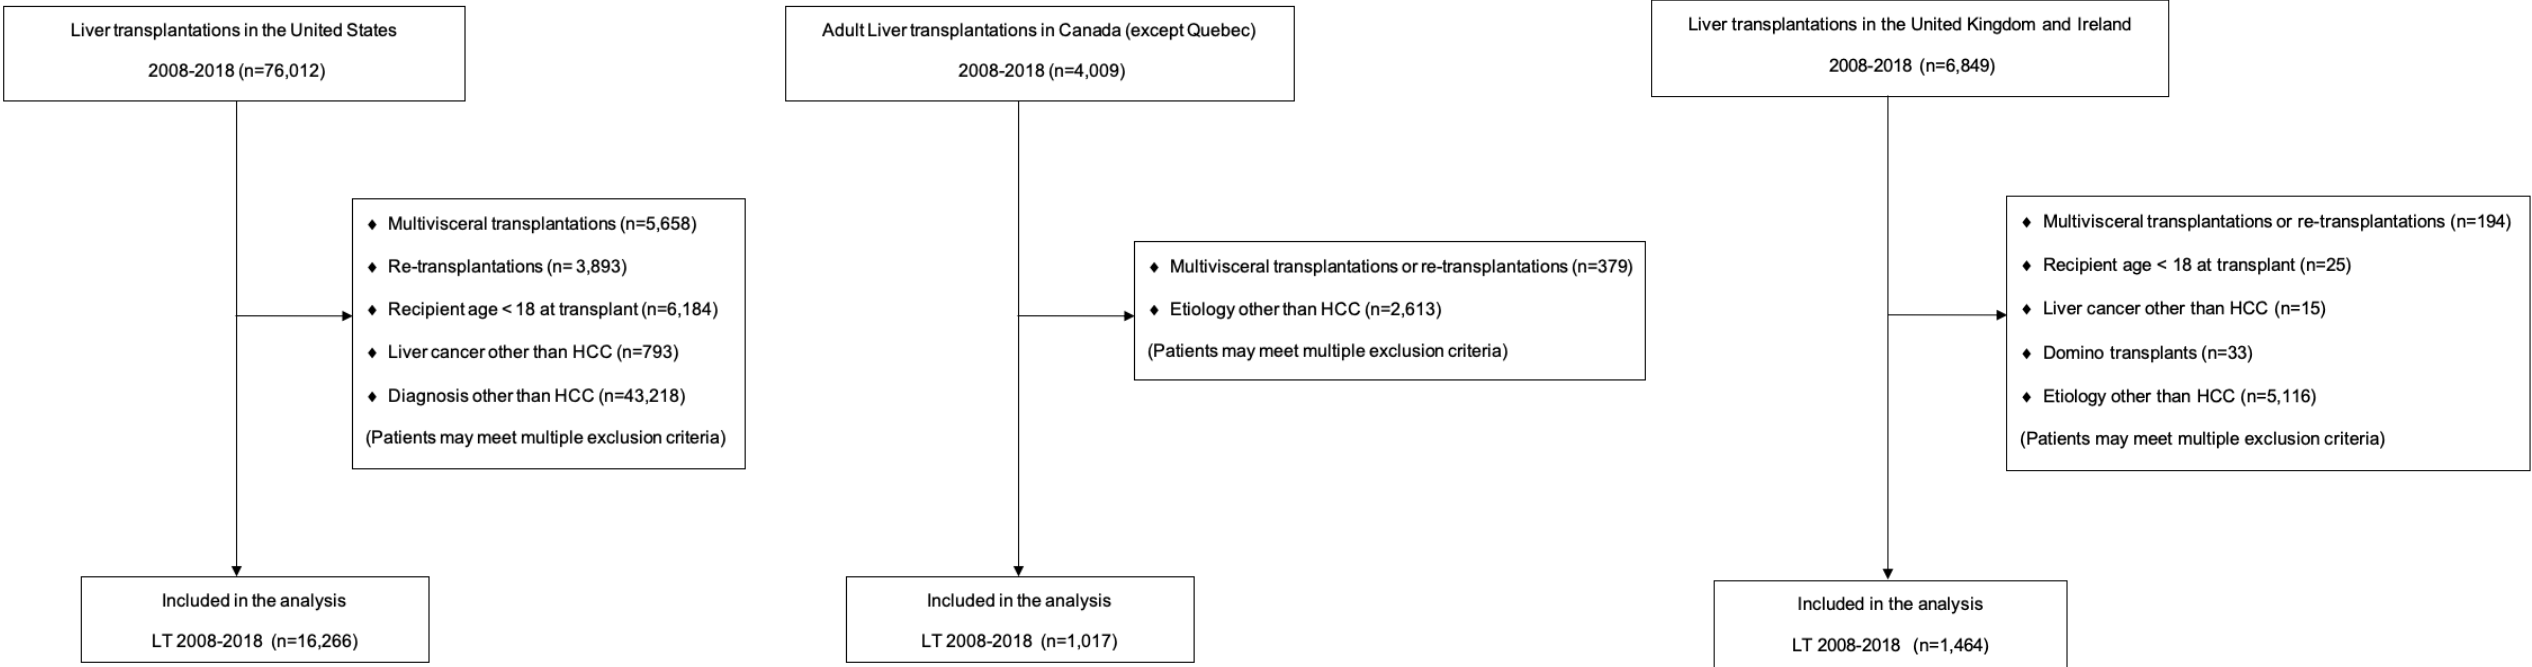 Liver transplantations in the United States
2008-2018 (n=76,012)
♦ Multivisceral transplantations (n=5,658)
♦ Re-transplantations (n= 3,893)
♦ Recipient age < 18 at transplant (n=6,184)
♦ Liver cancer other than HCC (n=793)
♦ Diagnosis other than HCC (n=43,218)
(Patients may meet multiple exclusion criteria)
Included in the analysis
LT 2008-2018 (n=16,266)
Adult Liver transplantations in Canada (except Quebec)
2008-2018 (n=4,009)
♦ Multivisceral transplantations or re-transplantations (n=379)
♦ Etiology other than HCC (n=2,613)
(Patients may meet multiple exclusion criteria)
Included in the analysis
LT 2008-2018 (n=1,017)
Liver transplantations in the United Kingdom and Ireland
2008-2018 (n=6,849)
♦ Multivisceral transplantations or re-transplantations (n=194)
♦ Recipient age < 18 at transplant (n=25)
♦ Liver cancer other than HCC (n=15)
♦ Domino transplants (n=33)
♦ Etiology other than HCC (n=5,116)
(Patients may meet multiple exclusion criteria)
Included in the analysis
LT 2008-2018 (n=1,464)